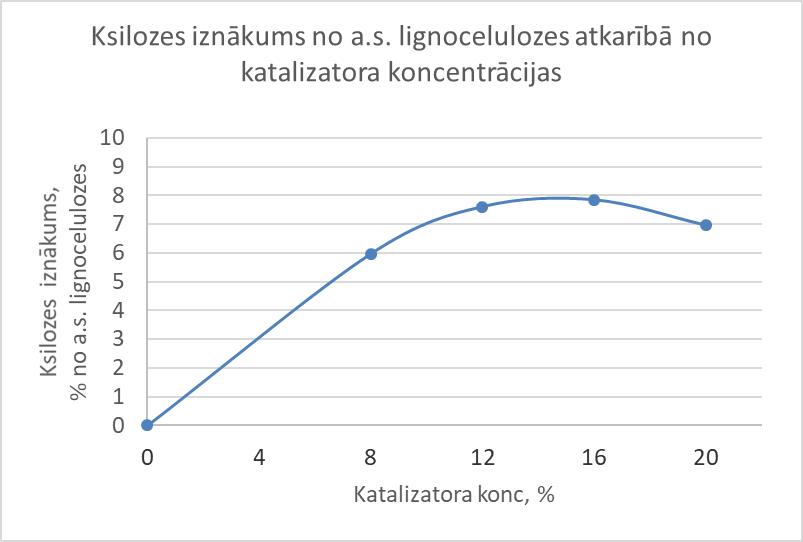 Ksilozes iznākums no a.s. lignocelulozes atkarībā no
katalizatora koncentrācijas
Ksilozes iznākums,
% no a.s. lignocelulozes
10
9
8
7
6
5
4
3
2
1
0
0 4 8 12 16 20
Katalizatora konc, %